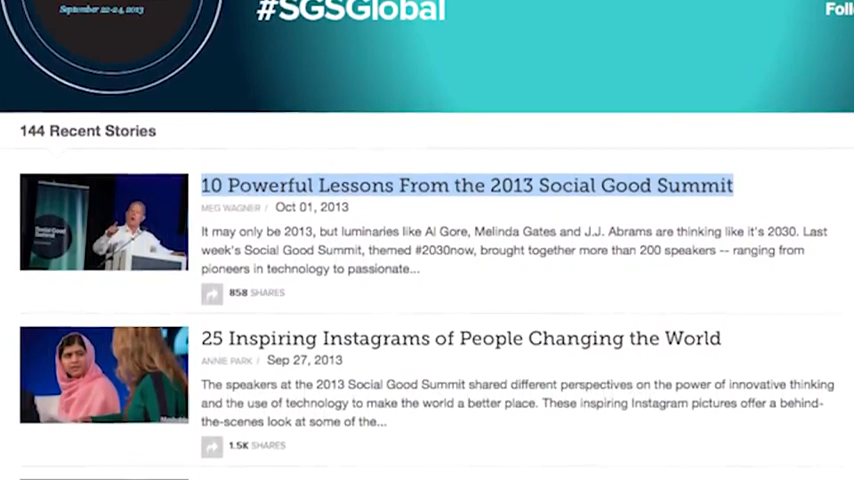 September 22-24, 2013
#SGSGlobal
Foll
144 Recent Stories
10 Powerful Lessons From the 2013 Social Good Summit
MEG WAGNER / Oct 01, 2013
It may only be 2013, but luminaries like Al Gore, Melinda Gates and J.J. Abrams are thinking like it's 2030. Last
week's Social Good Summit, themed #2030now, brought together more than 200 speakers -- ranging from
pioneers in technology to passionate...
858 SHARES
25 Inspiring Instagrams of People Changing the World
ANNIE PARK / Sep 27, 2013
The speakers at the 2013 Social Good Summit shared different perspectives on the power of innovative thinking
and the use of technology to make the world a better place. These inspiring Instagram pictures offer a behind-
the-scenes look at some of the...
1.5K SHARES